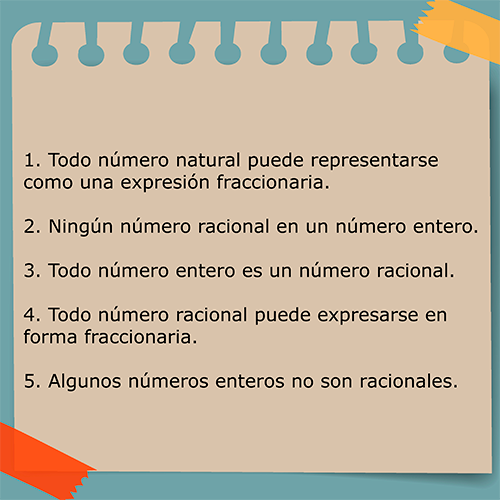 1. Todo número natural puede representarse
como una expresión fraccionaria.
2. Ningún número racional en un número entero.
3. Todo número entero es un número racional.
4. Todo número racional puede expresarse en
forma fraccionaria.
5. Algunos números enteros no son racionales.